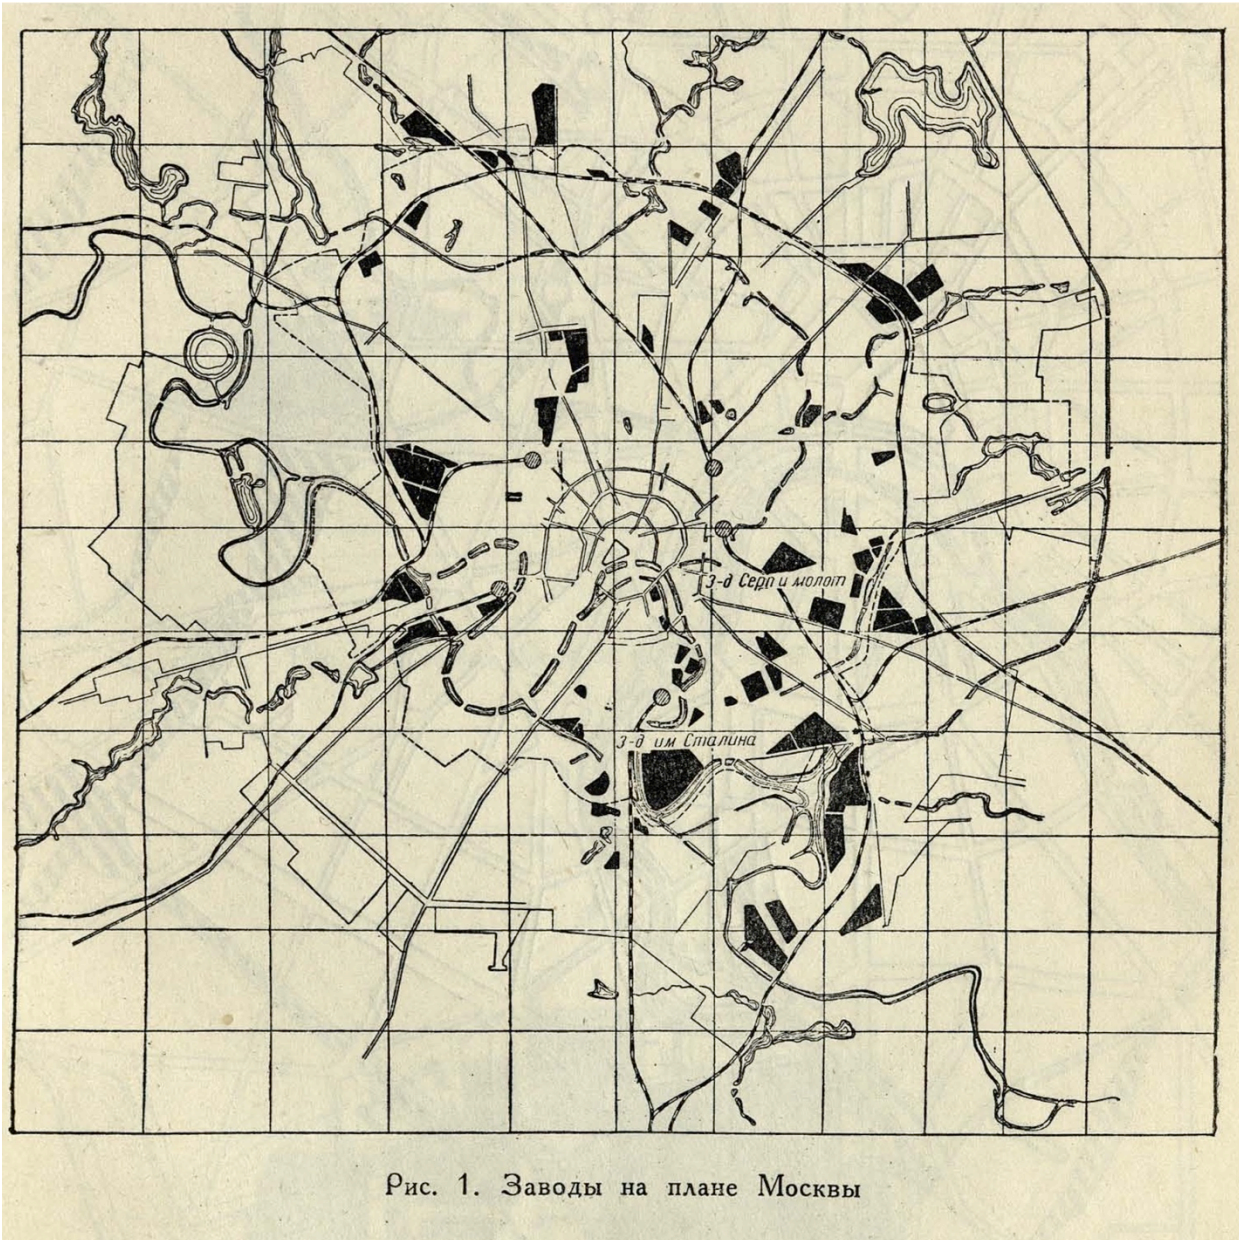 з-д Серп и молот
з-д им Сталина
Рис. 1. Заводы на плане Москвы